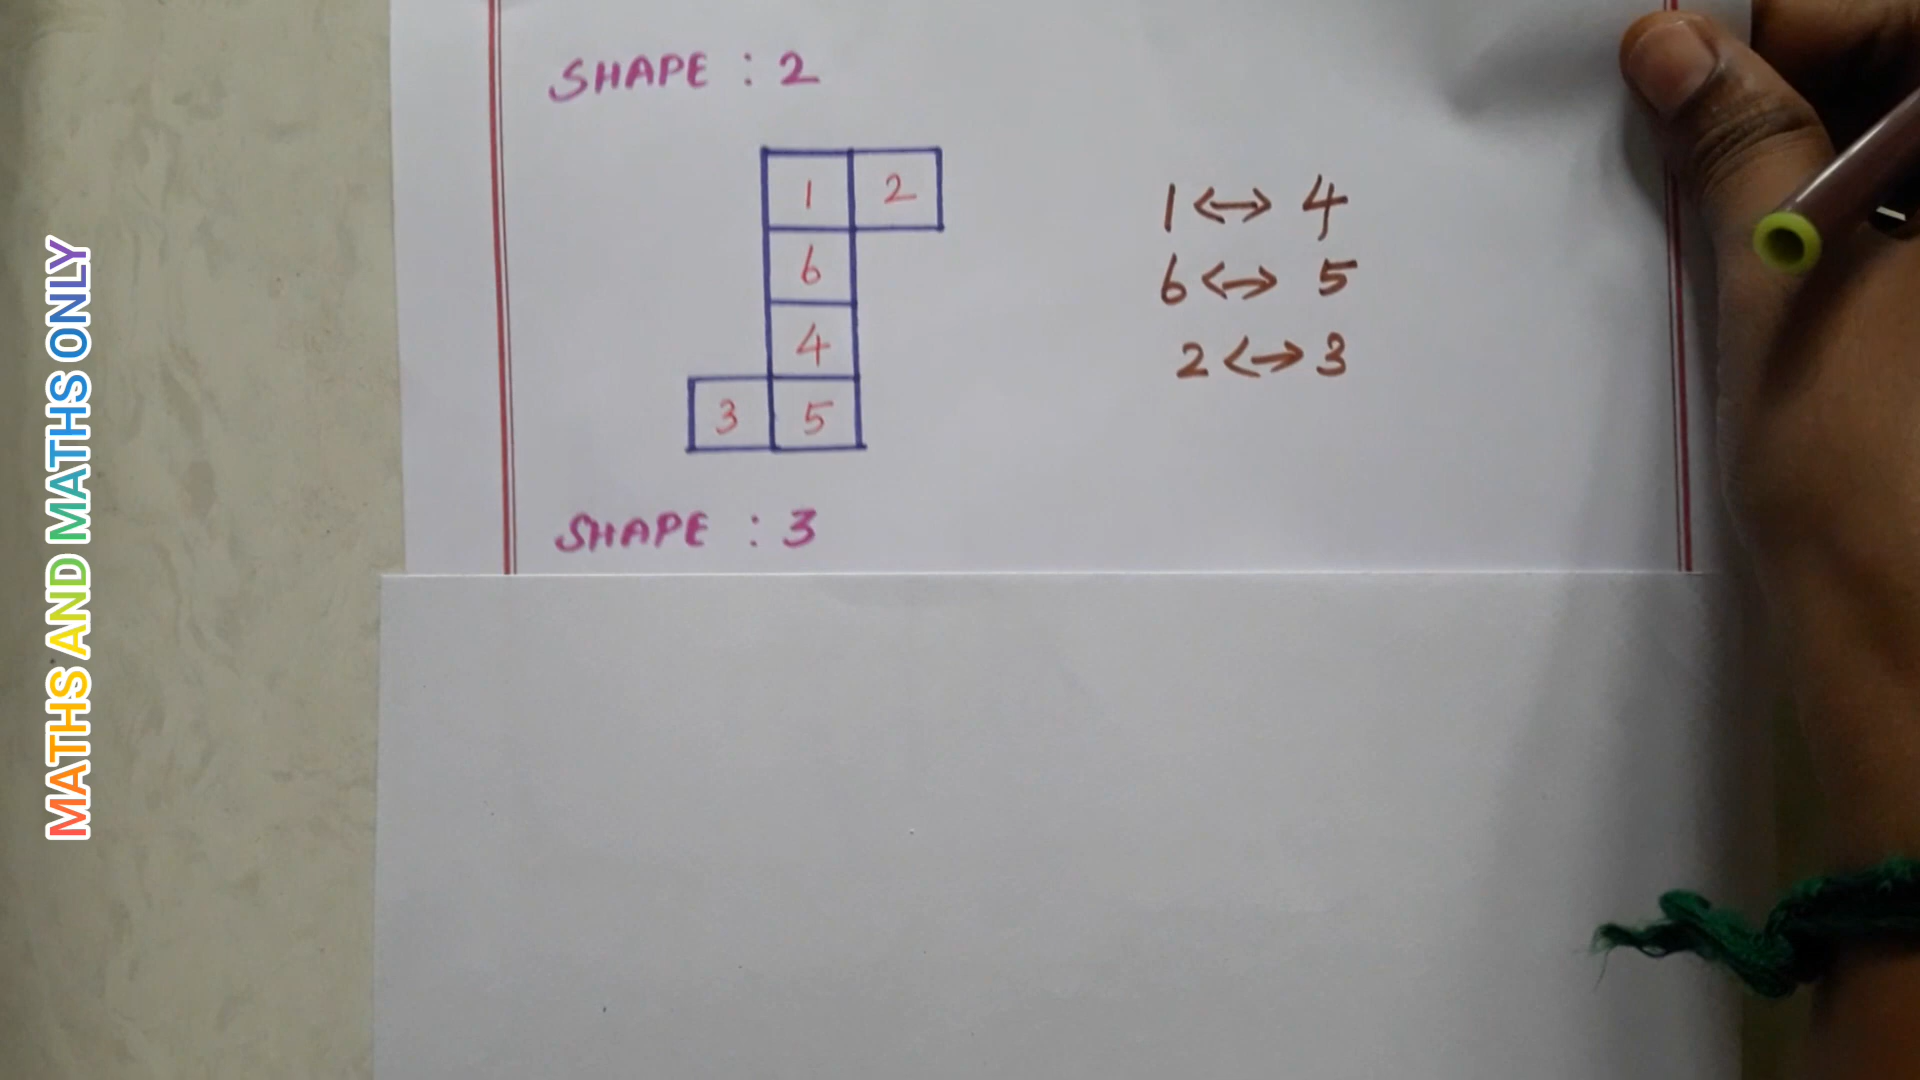 MATHS AND MATHS ONLY
SHAPE : 2
1 2
6
4
3 5
1 <-> 4
6 <-> 5
2 <-> 3
SHAPE : 3